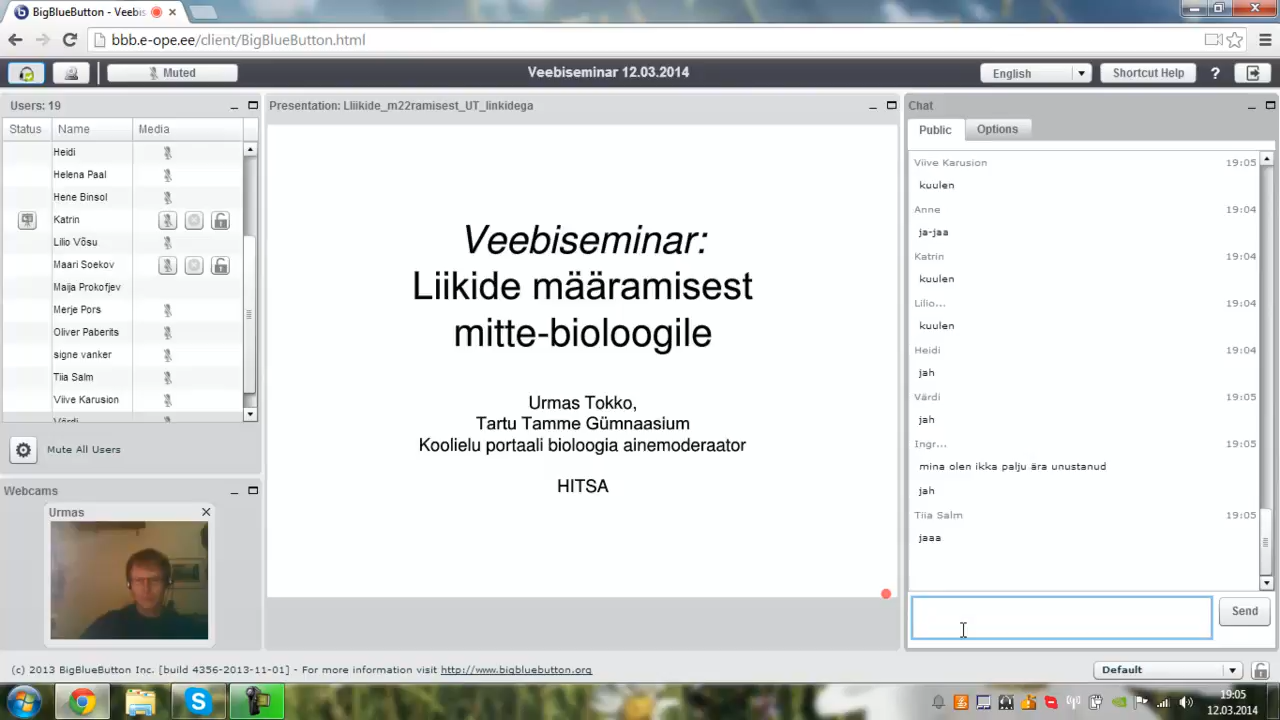 BigBlueButton - Veebis
bbb.e-ope.ee/client/BigBlueButton.html
Muted
Veebiseminar 12.03.2014
English
Shortcut Help
?
Users: 19
Status Name Media
Heidi
Helena Paal
Hene Binsol
Katrin
Lilio Võsu
Maari Soekov
Maija Prokofjev
Merje Pors
Oliver Paberits
signe vanker
Tiia Salm
Viive Karusion
Värdi
Mute All Users
Webcams
Urmas
Presentation: Lliikide_m22ramisest_UT_linkidega
Veebiseminar:
Liikide määramisest
mitte-bioloogile
Urmas Tokko,
Tartu Tamme Gümnaasium
Koolielu portaali bioloogia ainemoderaator
HITSA
Chat
Public Options
Viive Karusion 19:05
kuulen
Anne 19:04
ja-jaa
Katrin 19:04
kuulen
Lilio... 19:04
kuulen
Heidi 19:04
jah
Värdi 19:04
jah
Ingr... 19:05
mina olen ikka palju ära unustanud
jah
Tiia Salm 19:05
jaaa
Send
(c) 2013 BigBlueButton Inc. [build 4356-2013-11-01] - For more information visit http://www.bigbluebutton.org
Default
19:05
12.03.2014